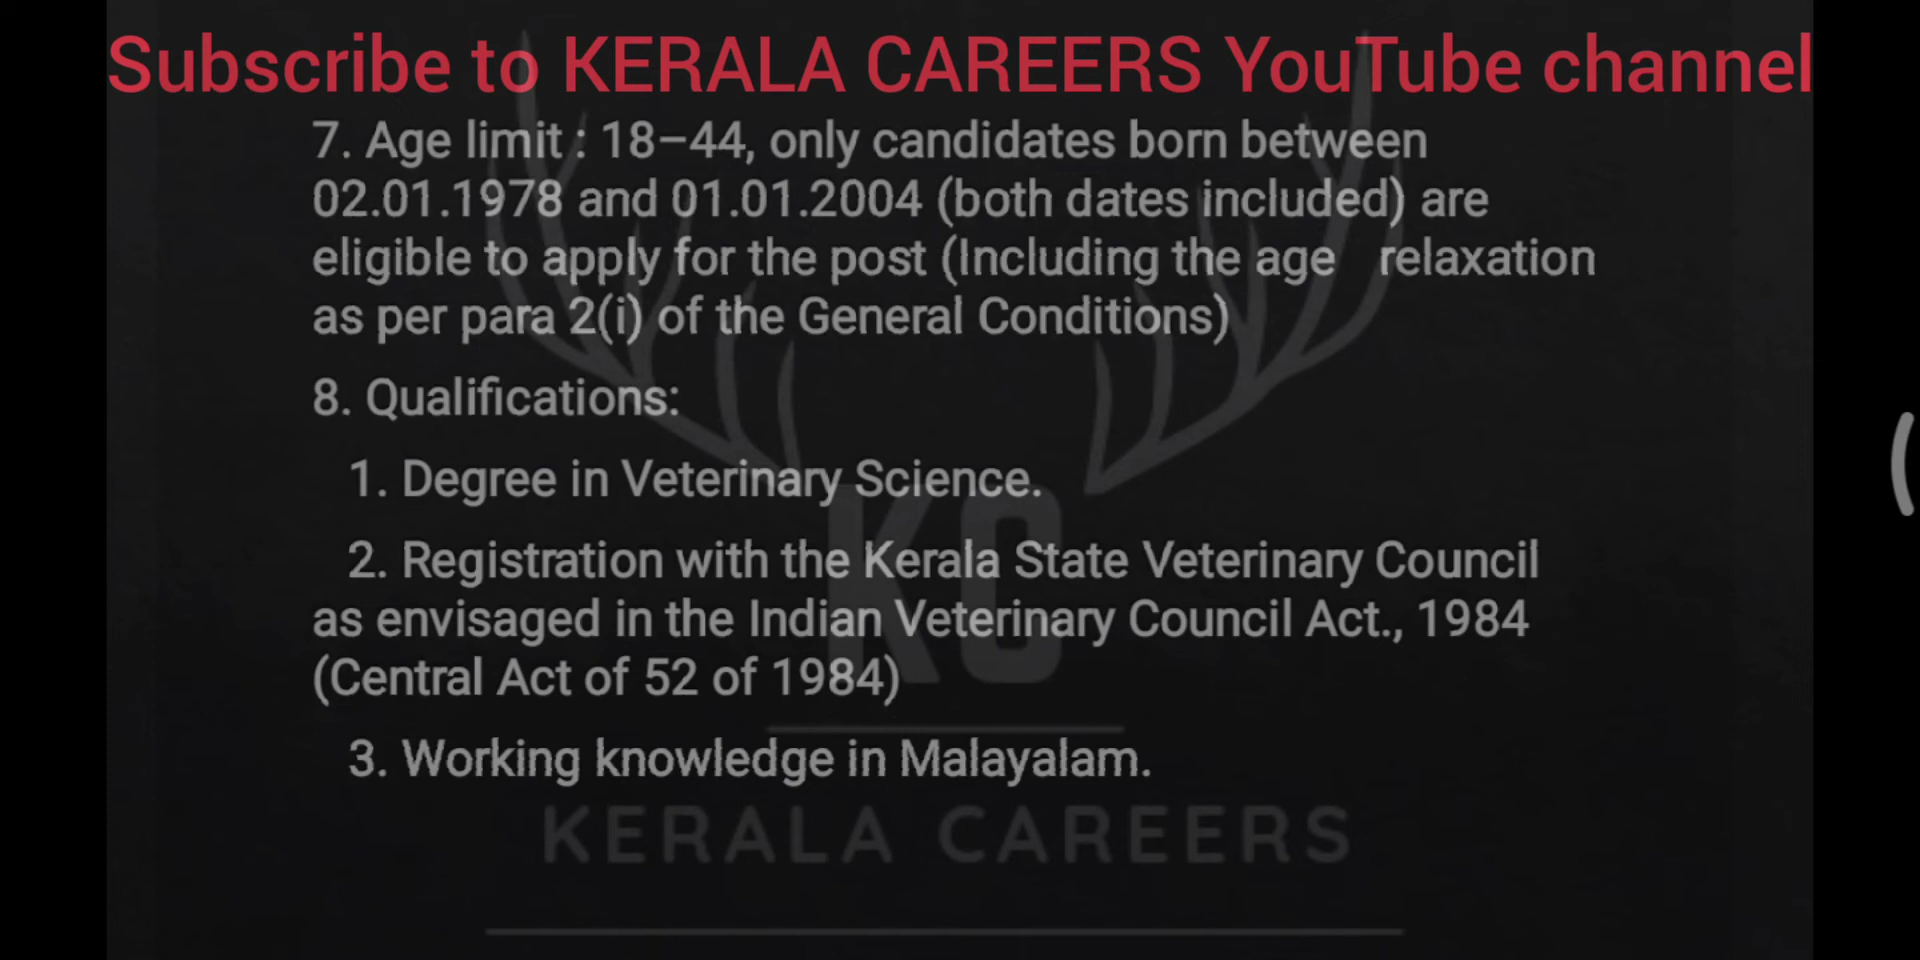 Subscribe to KERALA CAREERS YouTube channel
7. Age limit : 18–44, only candidates born between
02.01.1978 and 01.01.2004 (both dates included) are
eligible to apply for the post (Including the age relaxation
as per para 2(i) of the General Conditions)
8. Qualifications:
1. Degree in Veterinary Science.
2. Registration with the Kerala State Veterinary Council
as envisaged in the Indian Veterinary Council Act., 1984
(Central Act of 52 of 1984)
3. Working knowledge in Malayalam.
KC
KERALA CAREERS